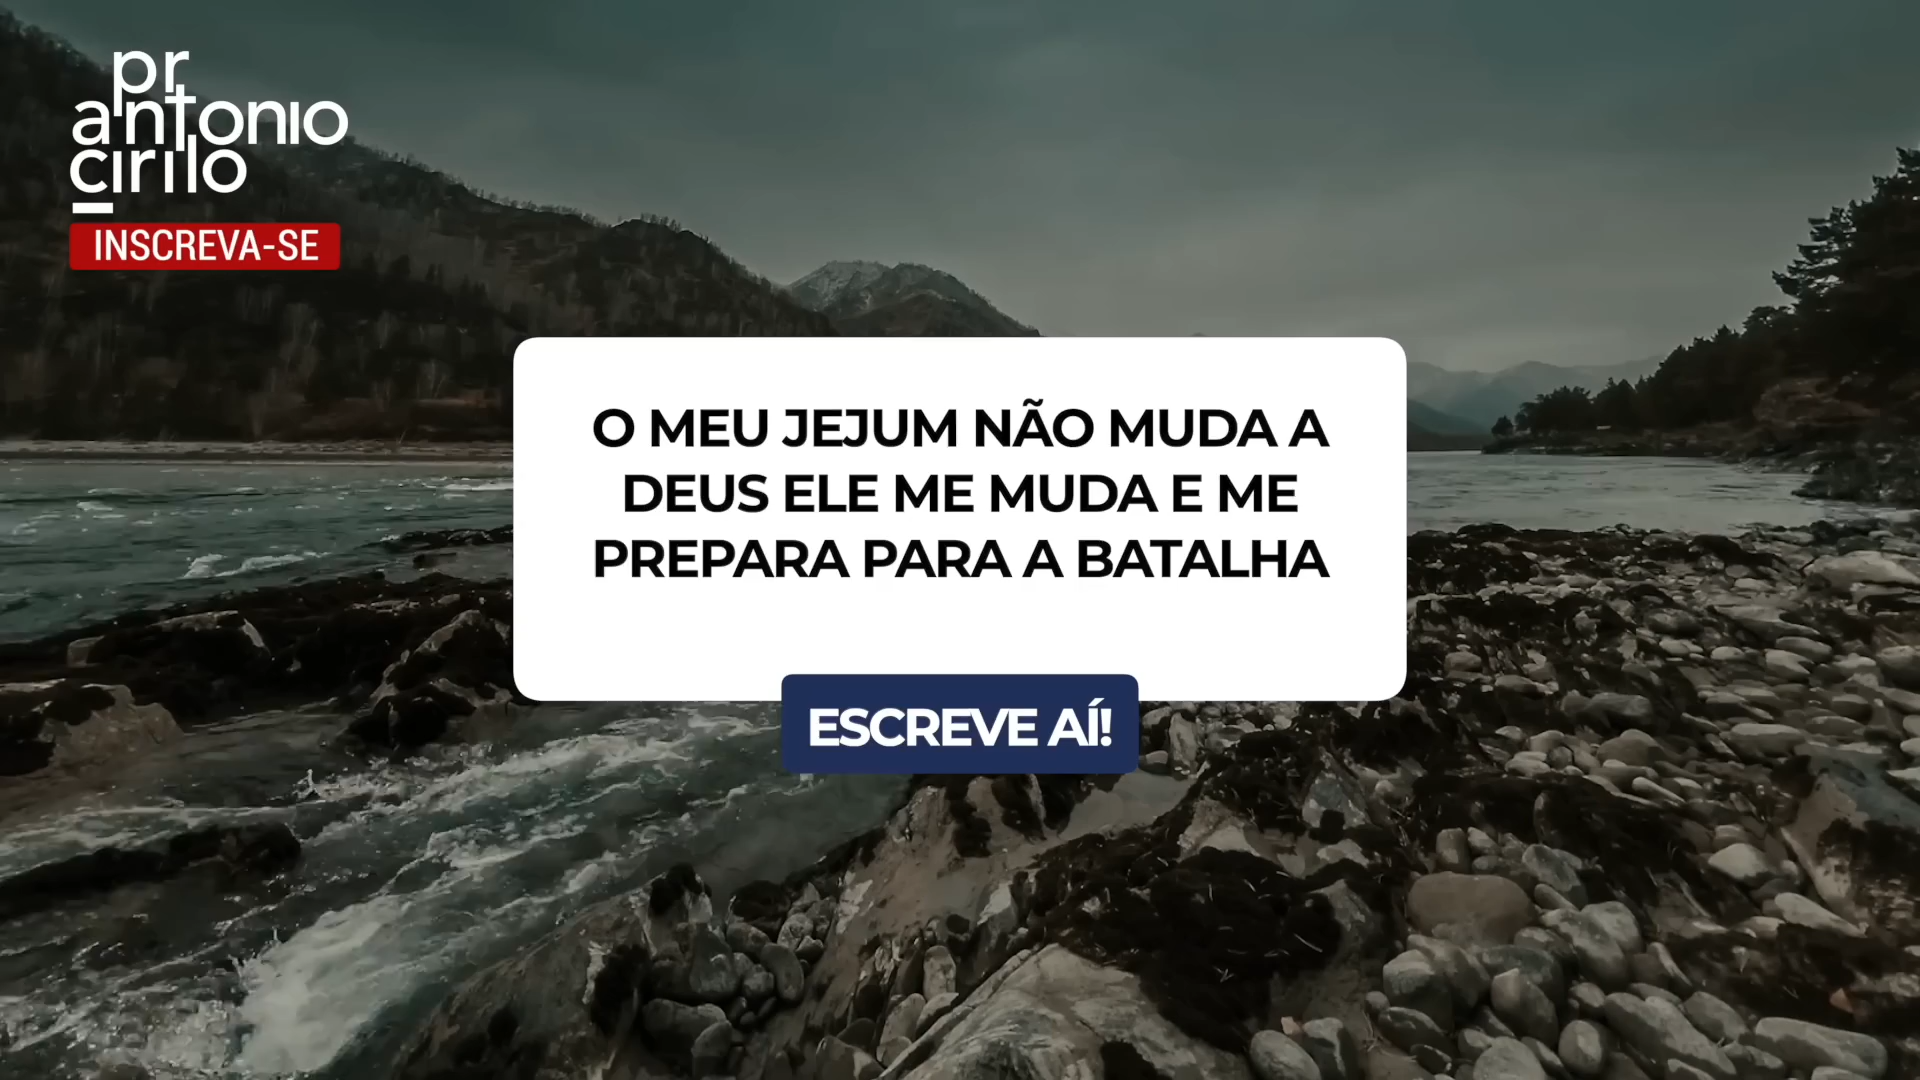 pr
antonio
cirilo
INSCREVA-SE
O MEU JEJUM NÃO MUDA A
DEUS ELE ME MUDA E ME
PREPARA PARA A BATALHA
ESCREVE AÍ!